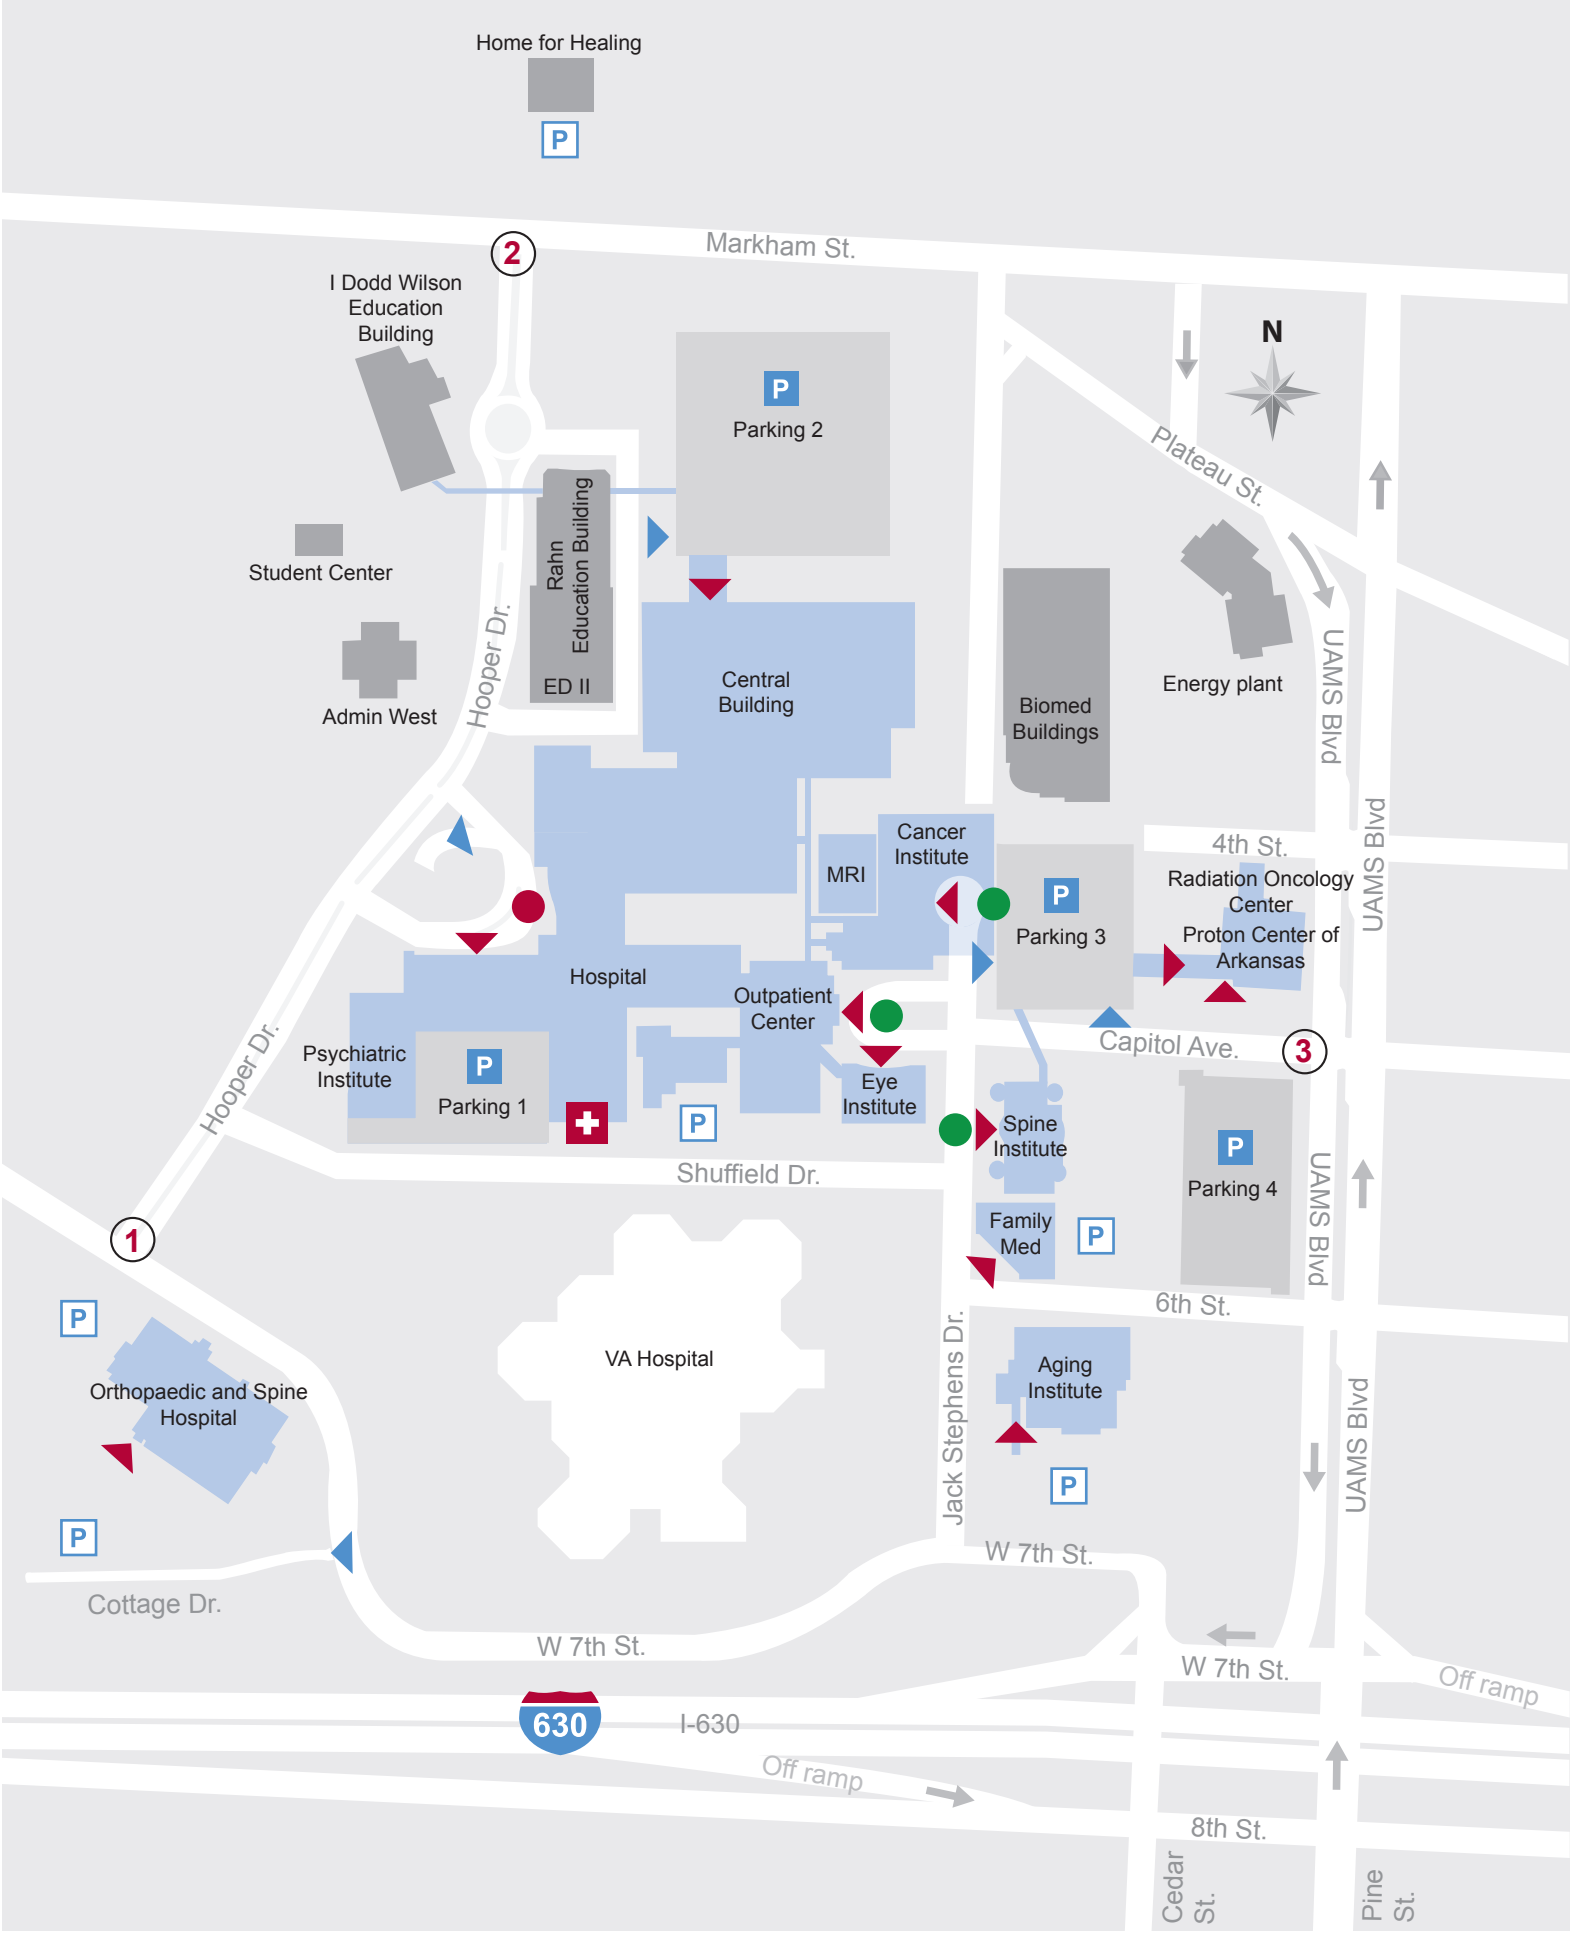 Home for Healing
P
Markham St.
2
I Dodd Wilson
Education
Building
N
P
Parking 2
Plateau St.
Rahn
Education Building
ED II
Student Center
Hooper Dr.
Admin West
Central
Building
Biomed
Buildings
Energy plant
UAMS Blvd
UAMS Blvd
4th St.
Cancer
Institute
MRI
P
Parking 3
Radiation Oncology
Center
Proton Center of
Arkansas
Hospital
Outpatient
Center
Capitol Ave.
3
Psychiatric
Institute
P
Parking 1
Hooper Dr.
Eye
Institute
P
Spine
Institute
P
Parking 4
UAMS Blvd
Shuffield Dr.
Family
Med
P
1
6th St.
P
VA Hospital
Jack Stephens Dr.
Aging
Institute
UAMS Blvd
Orthopaedic and Spine
Hospital
P
P
W 7th St.
Cottage Dr.
W 7th St.
W 7th St.
Off ramp
630
I-630
Off ramp
8th St.
Cedar
St.
Pine
St.